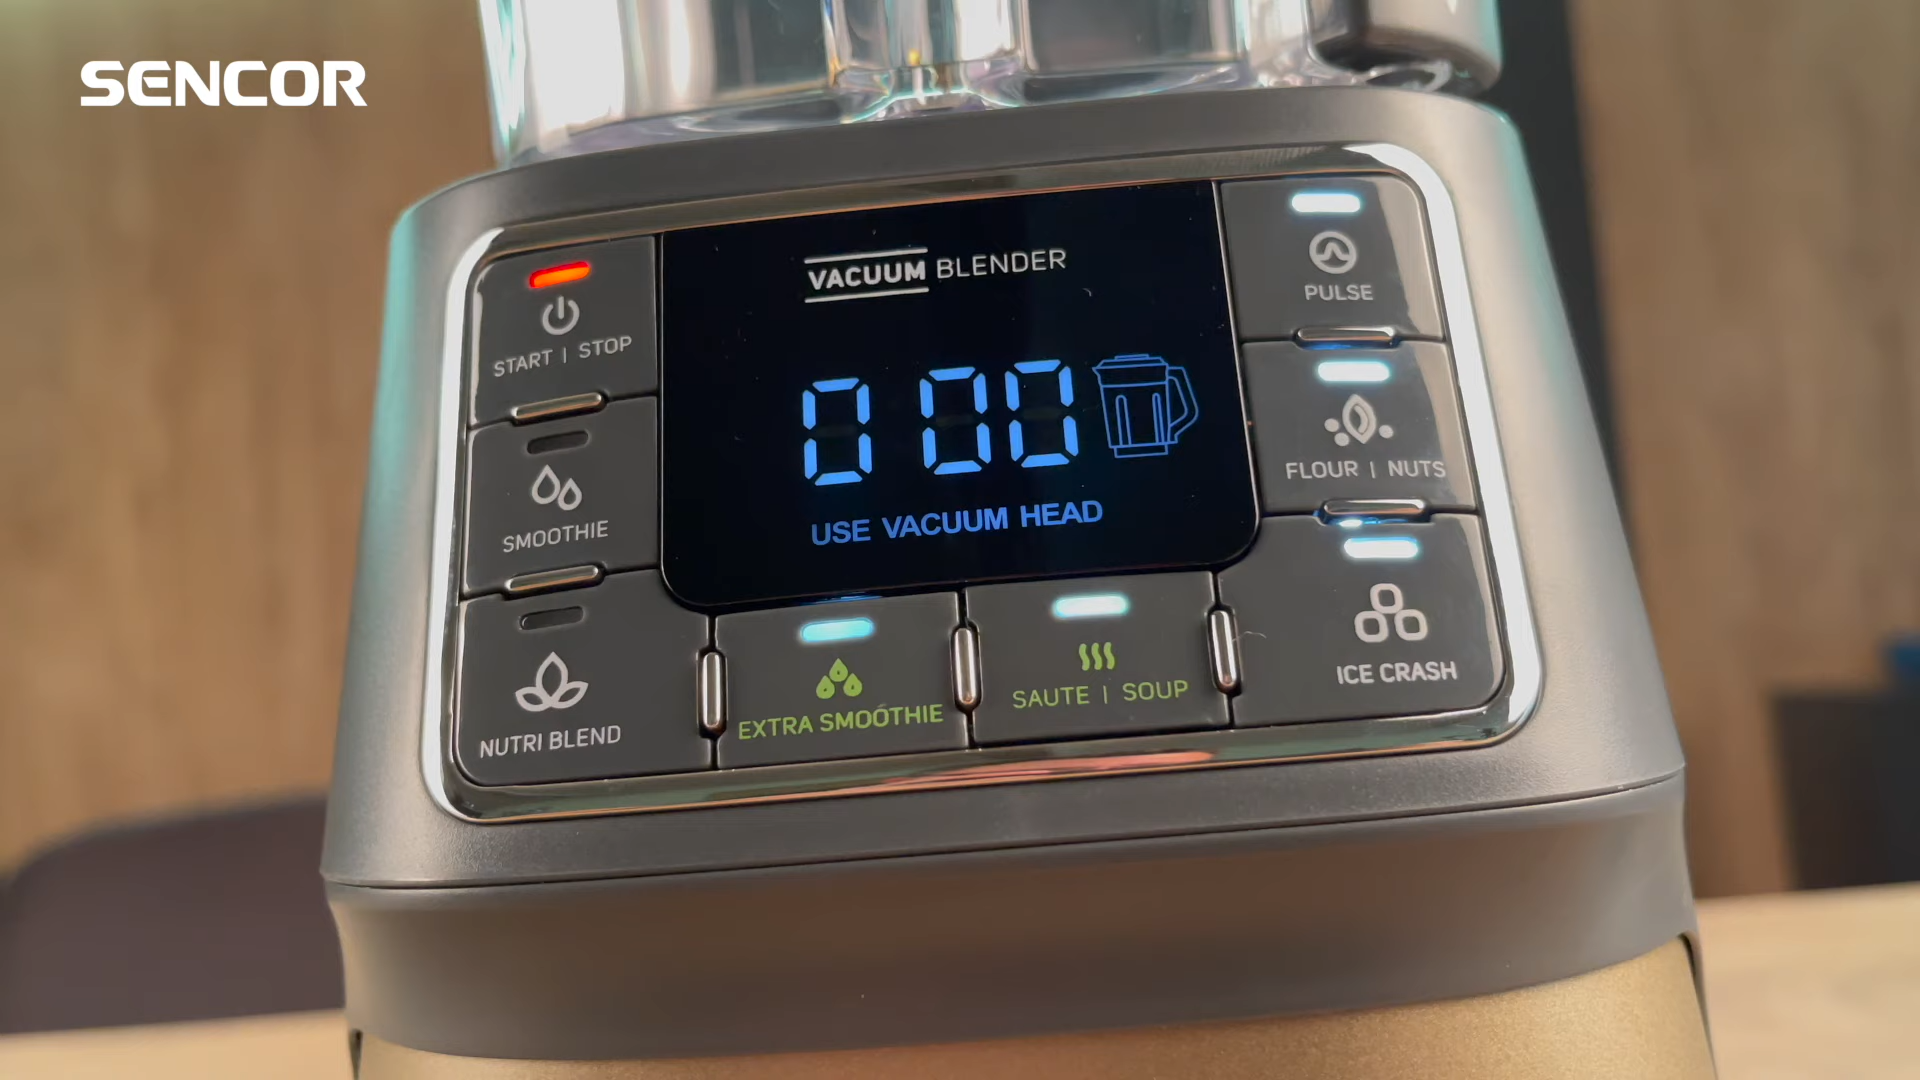 SENCOR
VACUUM BLENDER
0 00
USE VACUUM HEAD
START | STOP
SMOOTHIE
NUTRI BLEND
EXTRA SMOOTHIE
SAUTE | SOUP
PULSE
FLOUR | NUTS
ICE CRASH